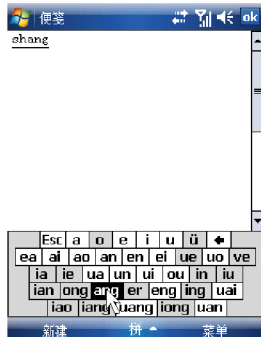 便笺 ok
shang
Esc a o e i u ü
ea ai ao an en ei ue uo ve
ia ie ua un ui ou in iu
ian ong ang er eng ing uai
iao iang uang iong uan
新建 拼 菜单